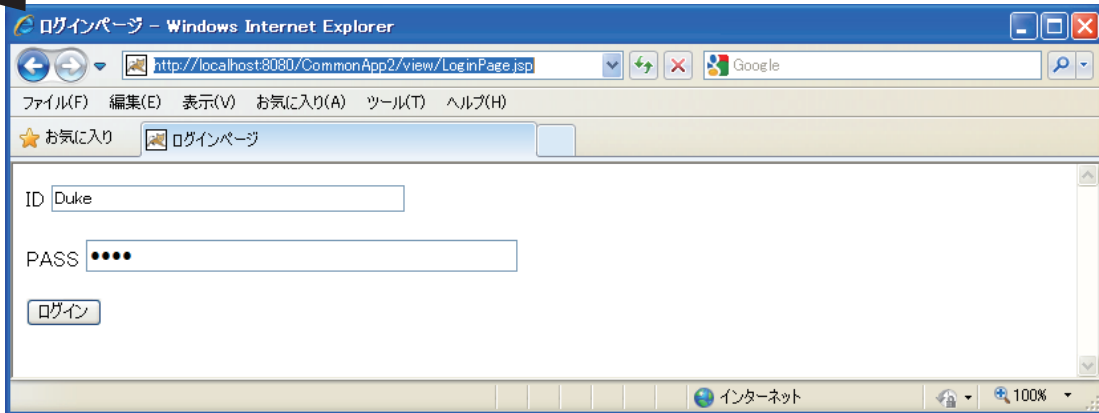 ログインページ - Windows Internet Explorer
http://localhost:8080/CommonApp2/view/LoginPage.jsp Google
ファイル(F) 編集(E) 表示(V) お気に入り(A) ツール(T) ヘルプ(H)
お気に入り ログインページ
ID Duke
PASS ●●●●
ログイン
インターネット 100%